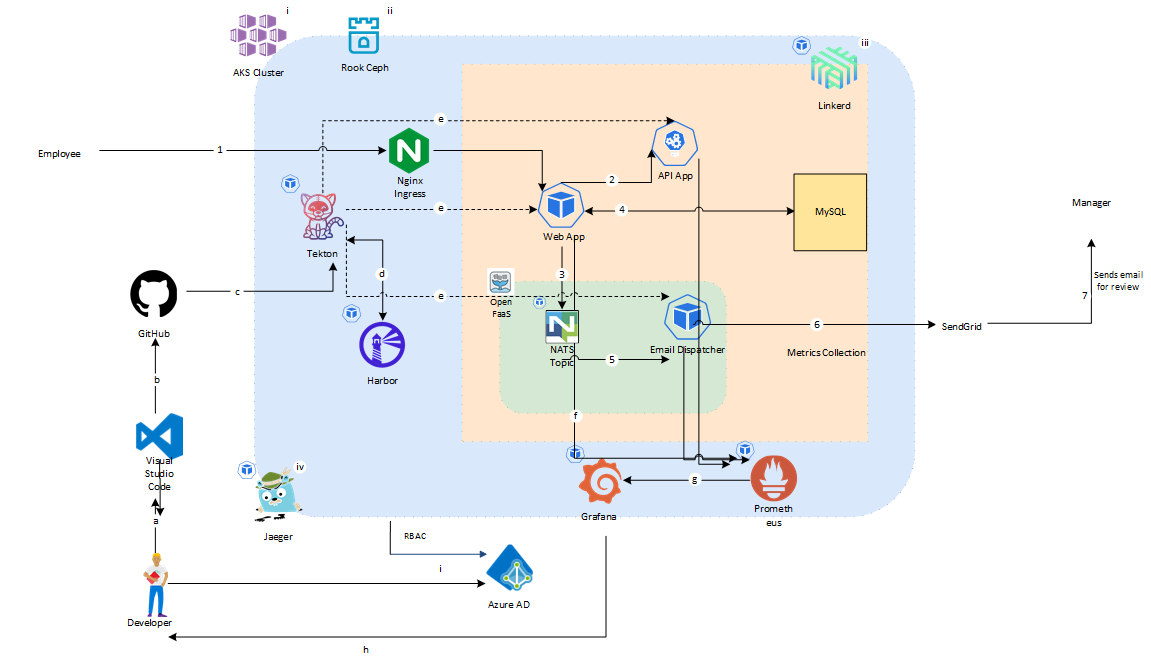 i
ii
iii
AKS Cluster
Rook Ceph
Linkerd
e
Employee
1
Nginx
Ingress
API App
2
MySQL
Manager
e
4
Web App
Tekton
d
3
Open
FaaS
e
c
Sends email
for review
7
GitHub
Harbor
NATS
Topic
Email Dispatcher
6
SendGrid
Metrics Collection
5
b
f
Visual
Studio
Code
iv
g
Grafana
Prometh
eus
a
Jaeger
RBAC
i
Azure AD
Developer
h